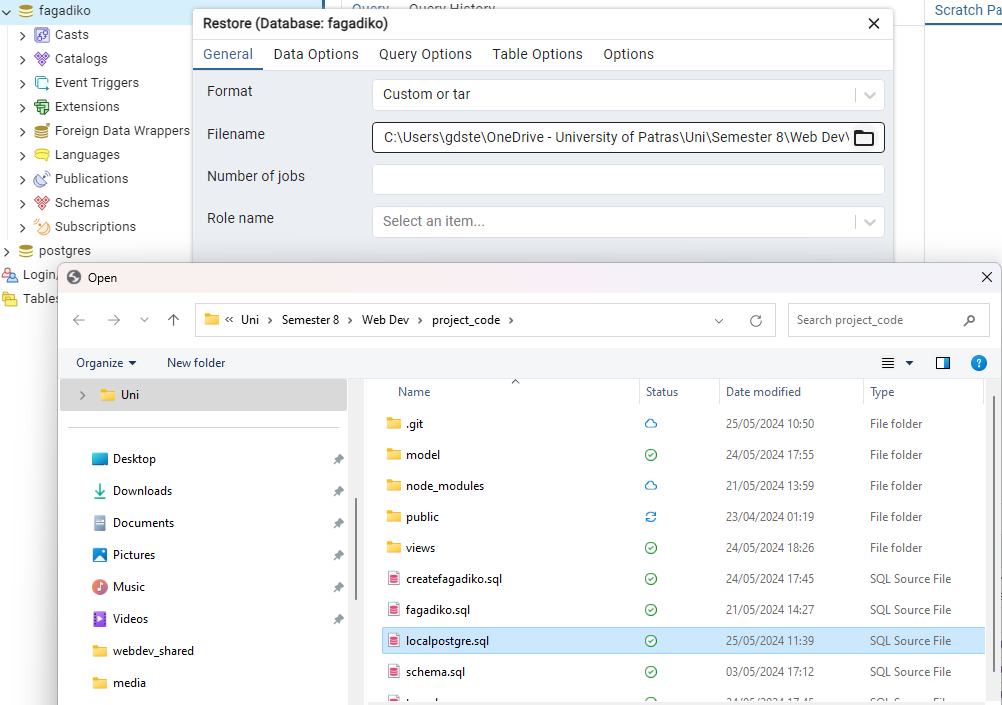 fagadiko
Casts
Catalogs
Event Triggers
Extensions
Foreign Data Wrappers
Languages
Publications
Schemas
Subscriptions
postgres
Login/
Tables
Query
Query History
Scratch Pa
Restore (Database: fagadiko)
General Data Options Query Options Table Options Options
Format
Custom or tar
Filename
C:\Users\gdste\OneDrive - University of Patras\Uni\Semester 8\Web Dev\
Number of jobs
Role name
Select an item...
Open
« Uni › Semester 8 › Web Dev › project_code ›
Search project_code
Organize New folder
Uni
Desktop
Downloads
Documents
Pictures
Music
Videos
webdev_shared
media
Name Status Date modified Type
.git 25/05/2024 10:50 File folder
model 24/05/2024 17:55 File folder
node_modules 21/05/2024 13:59 File folder
public 23/04/2024 01:19 File folder
views 24/05/2024 18:26 File folder
createfagadiko.sql 24/05/2024 17:45 SQL Source File
fagadiko.sql 21/05/2024 14:27 SQL Source File
localpostgre.sql 25/05/2024 11:39 SQL Source File
schema.sql 03/05/2024 17:12 SQL Source File